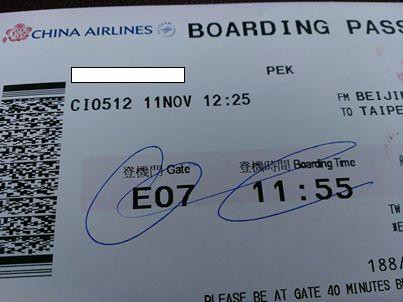 CHINA AIRLINES BOARDING PASS
PEK
CI0512 11NOV 12:25
FM BEIJIN
TO TAIPE
登機門 Gate 登機時間 Boarding Time
E07 11:55
TW
*E
188/
PLEASE BE AT GATE 40 MINUTES B